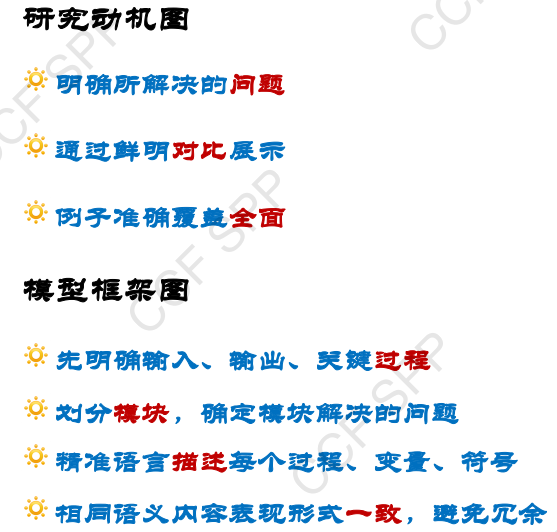 研究动机图
明确所解决的问题
通过鲜明对比展示
例子准确覆盖全面
模型框架图
先明确输入、输出、关键过程
划分模块，确定模块解决的问题
精准语言描述每个过程、变量、符号
相同语义内容表现形式一致，避免冗余
CCF SPP
CCF SPP
CCF SPP
CCF SPP